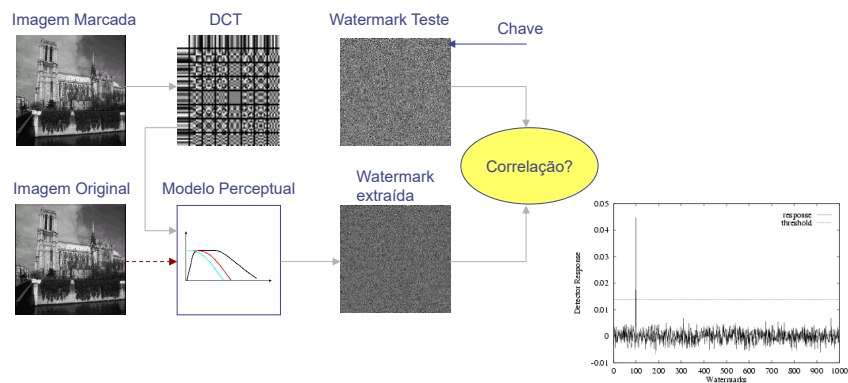 Imagem Marcada
DCT
Watermark Teste
Chave
Correlação?
Imagem Original
Modelo Perceptual
Watermark
extraída
0.05
0.04
0.03
0.02
0.01
0
-0.01
response
threshold
Detector Response
0 100 200 300 400 500 600 700 800 900 1000
Watermarks